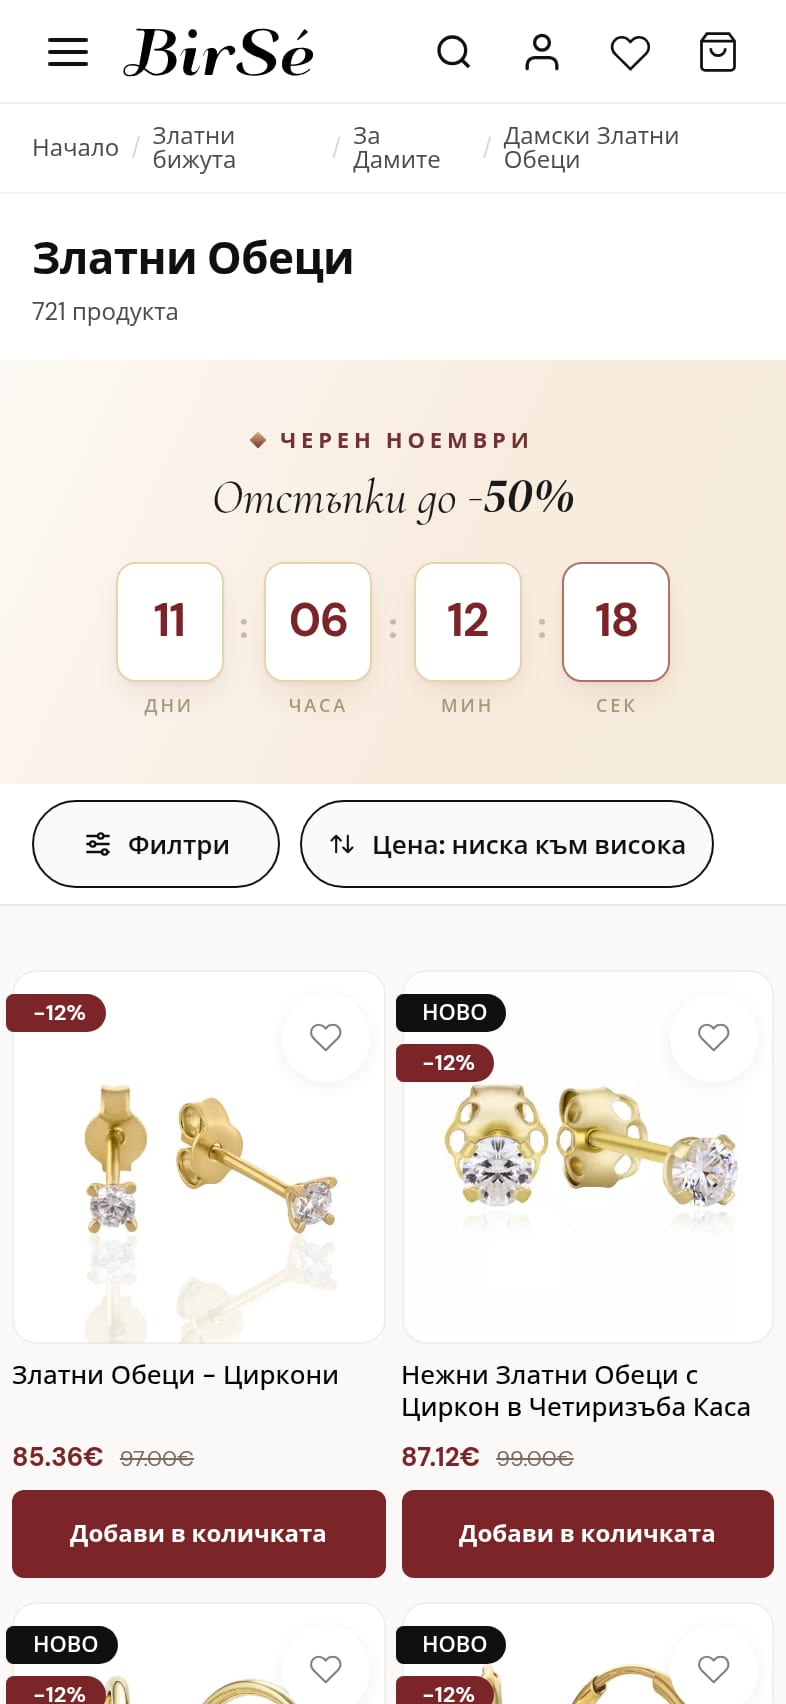 BirSé
Начало / Златни бижута / За Дамите / Дамски Златни Обеци
Златни Обеци
721 продукта
ЧЕРЕН НОЕМВРИ
Отстъпки до -50%
11 : 06 : 12 : 18
ДНИ ЧАСА МИН СЕК
Филтри
Цена: ниска към висока
-12%
НОВО
-12%
Златни Обеци – Циркони
Нежни Златни Обеци с
Циркон в Четиризъба Каса
85.36€ 97.00€
87.12€ 99.00€
Добави в количката
Добави в количката
НОВО
-12%
НОВО
-12%